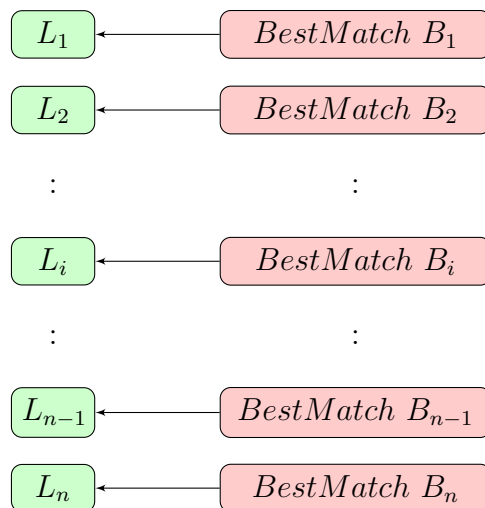 L₁ BestMatch B₁
L₂ BestMatch B₂
: :
Lᵢ BestMatch Bᵢ
: :
Lₙ₋₁ BestMatch Bₙ₋₁
Lₙ BestMatch Bₙ